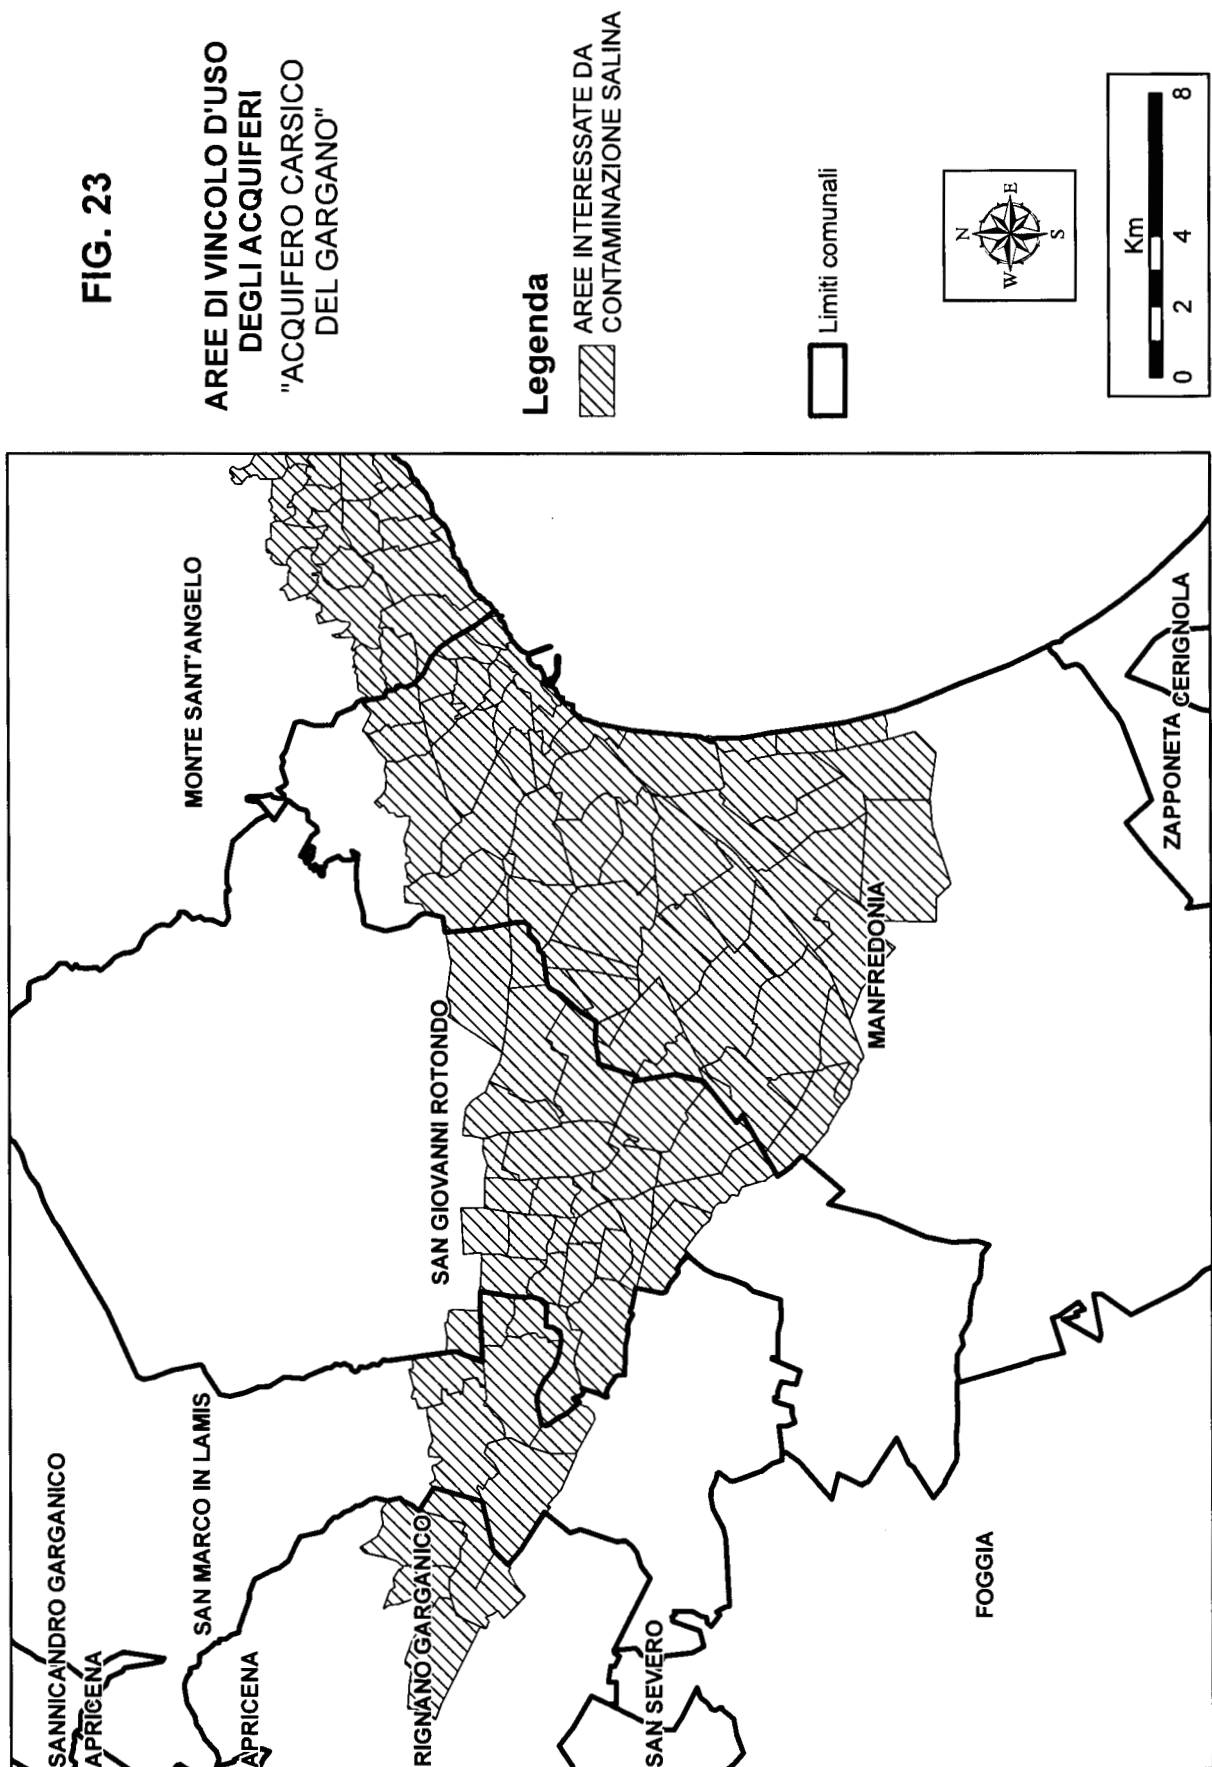 FIG. 23
AREE DI VINCOLO D'USO
DEGLI ACQUIFERI
"ACQUIFERO CARSICO
DEL GARGANO"
Legenda
AREE INTERESSATE DA
CONTAMINAZIONE SALINA
Limiti comunali
N
W
E
S
Km
0 2 4 8
SANNICANDRO GARGANICO
APRICENA
SAN MARCO IN LAMIS
MONTE SANT'ANGELO
APRICENA
RIGNANO GARGANICO
SAN GIOVANNI ROTONDO
SAN SEVERO
MANFREDONIA
FOGGIA
ZAPPONETA
CERIGNOLA